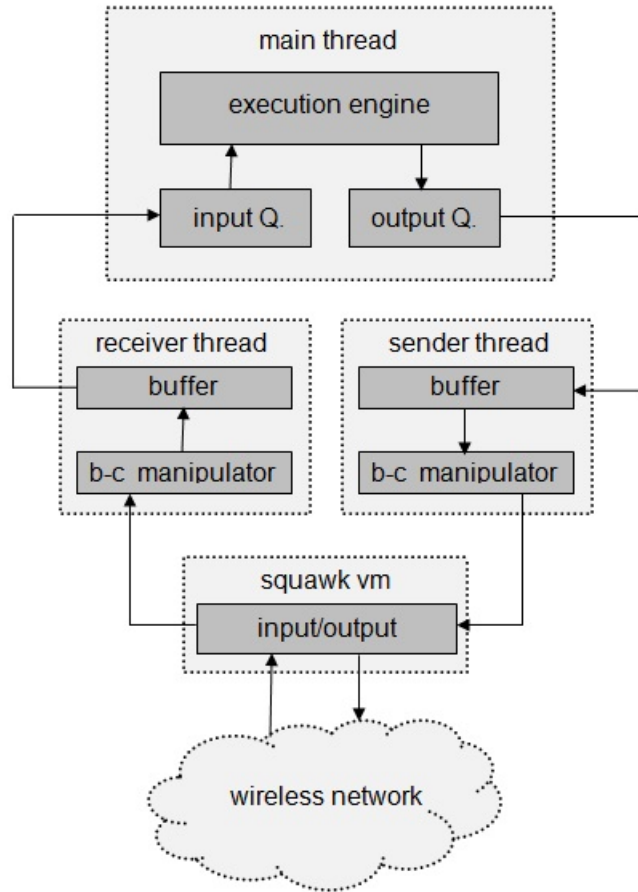 main thread
execution engine
input Q.
output Q.
receiver thread
buffer
b-c manipulator
sender thread
buffer
b-c manipulator
squawk vm
input/output
wireless network